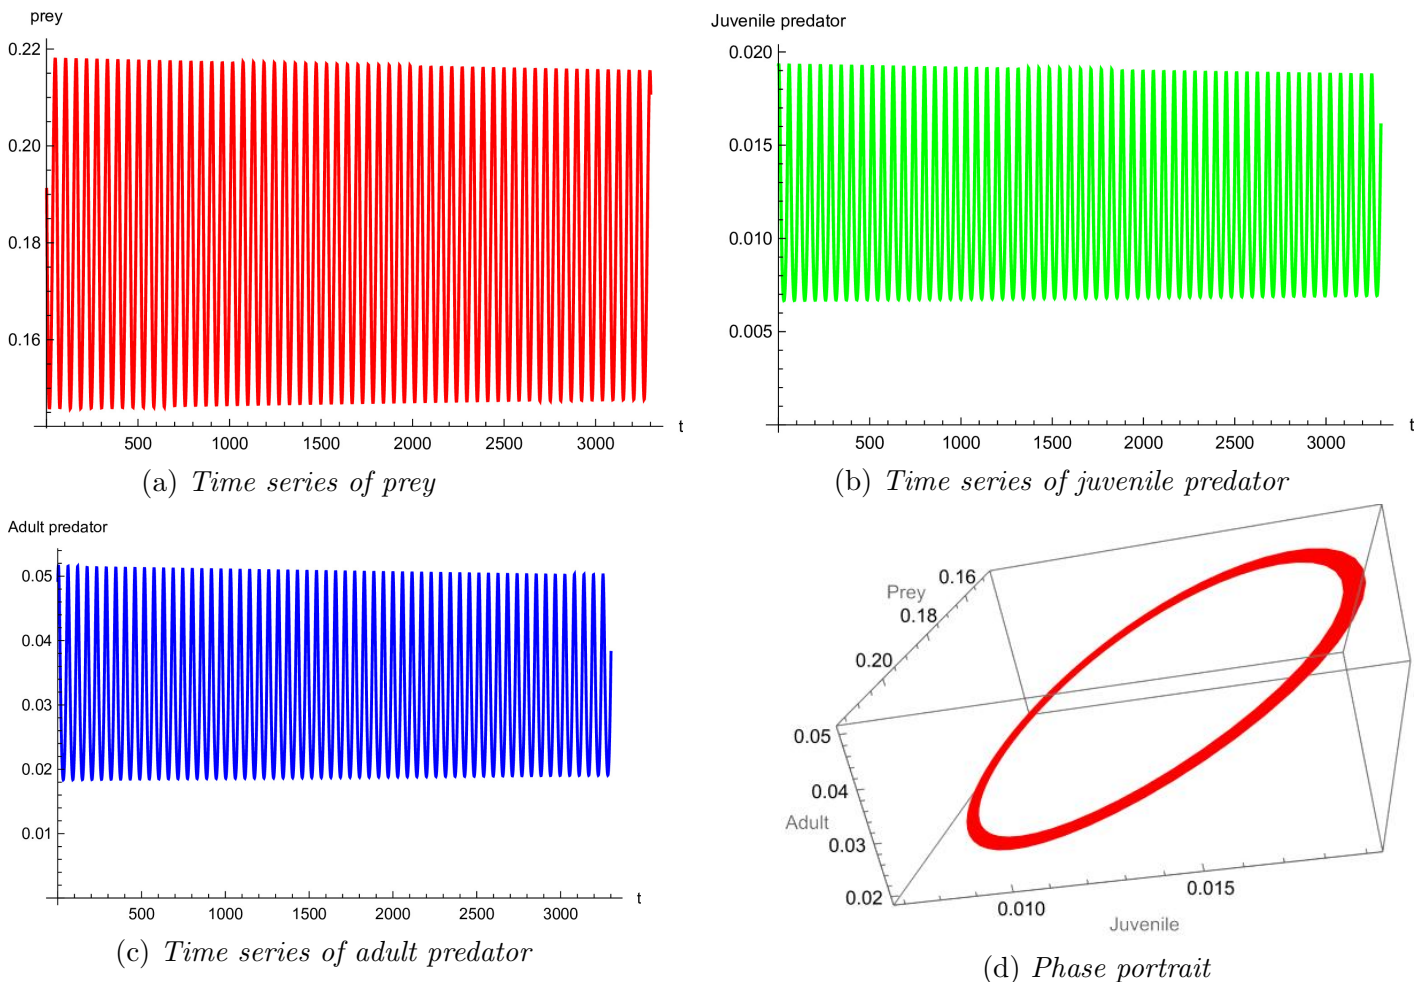 prey
0.22
0.20
0.18
0.16
500 1000 1500 2000 2500 3000 t
(a) Time series of prey
Juvenile predator
0.020
0.015
0.010
0.005
500 1000 1500 2000 2500 3000 t
(b) Time series of juvenile predator
Adult predator
0.05
0.04
0.03
0.02
0.01
500 1000 1500 2000 2500 3000 t
(c) Time series of adult predator
0.16
Prey
0.18
0.20
0.05
0.04
Adult
0.03
0.02
0.010
0.015
Juvenile
(d) Phase portrait